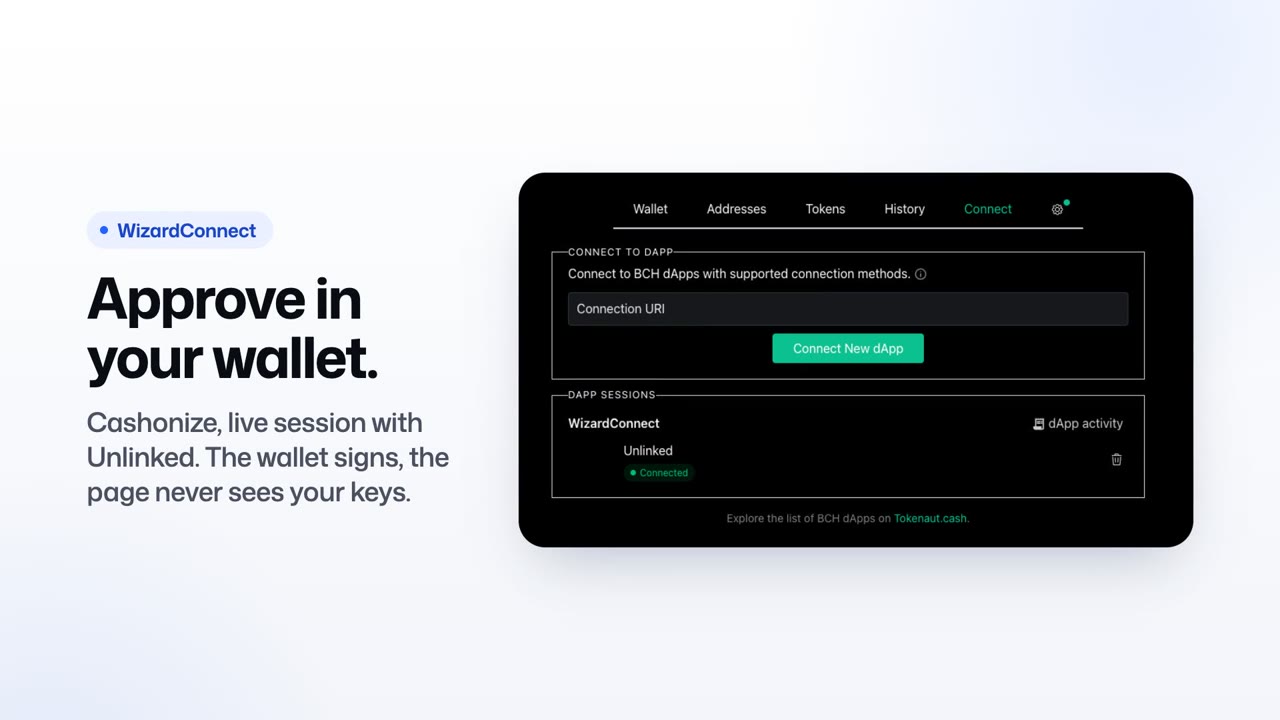 WizardConnect
Approve in
your wallet.
Cashonize, live session with
Unlinked. The wallet signs, the
page never sees your keys.
Wallet Addresses Tokens History Connect
CONNECT TO DAPP
Connect to BCH dApps with supported connection methods.
Connection URI
Connect New dApp
DAPP SESSIONS
WizardConnect dApp activity
Unlinked
Connected
Explore the list of BCH dApps on Tokenaut.cash.